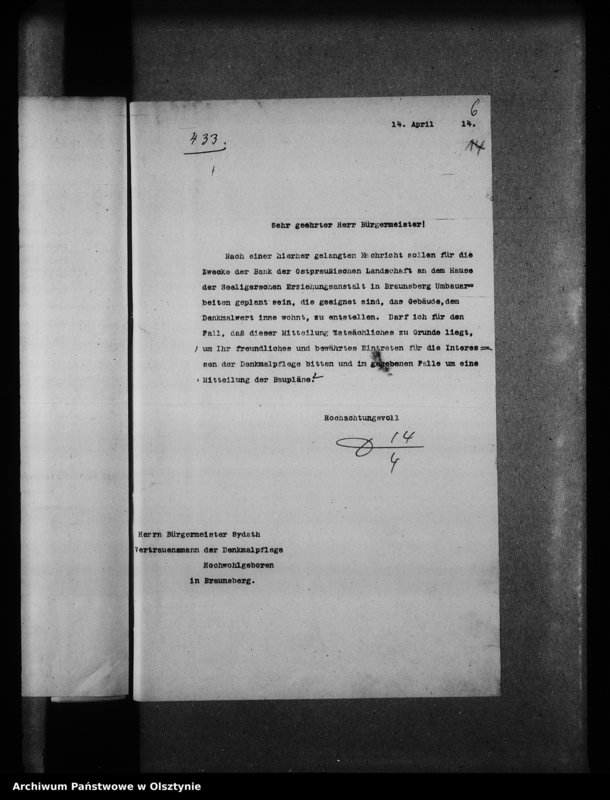 6
14. April 14.
14
433.
Sehr geehrter Herr Bürgermeister!
Nach einer hierher gelangten Nachricht sollen für die
Zwecke der Bank der Ostpreußischen Landschaft an dem Hause
der Seeligerschen Erziehungsanstalt in Braunsberg Umbauar=
beiten geplant sein, die geeignet sind, das Gebäude,dem
Denkmalwert inne wohnt, zu entstellen. Darf ich für den
Fall, daß dieser Mitteilung Tatsächliches zu Grunde liegt,
um Ihr freundliches und bewährtes Eintreten für die Interes=
sen der Denkmalpflege bitten und im gegebenen Falle um eine
Mitteilung der Baupläne?
Hochachtungsvoll
14
4
Herrn Bürgermeister Sydath
Vertrauensmann der Denkmalpflege
Hochwohlgeboren
in Braunsberg.
Archiwum Państwowe w Olsztynie